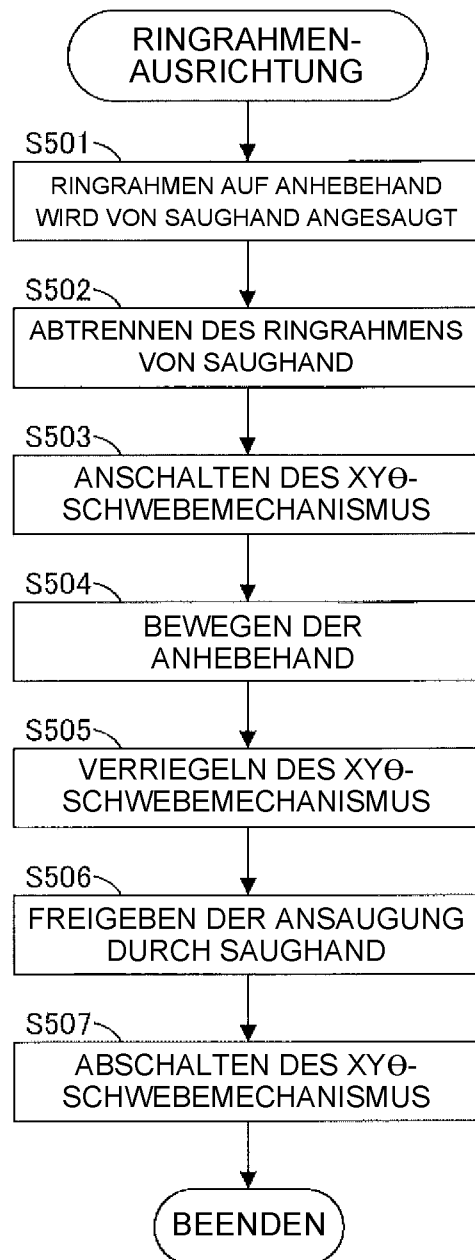 RINGRAHMEN-
AUSRICHTUNG
S501
RINGRAHMEN AUF ANHEBEHAND
WIRD VON SAUGHAND ANGESAUGT
S502
ABTRENNEN DES RINGRAHMENS
VON SAUGHAND
S503
ANSCHALTEN DES XYθ-
SCHWEBEMECHANISMUS
S504
BEWEGEN DER
ANHEBEHAND
S505
VERRIEGELN DES XYθ-
SCHWEBEMECHANISMUS
S506
FREIGEBEN DER ANSAUGUNG
DURCH SAUGHAND
S507
ABSCHALTEN DES XYθ-
SCHWEBEMECHANISMUS
BEENDEN